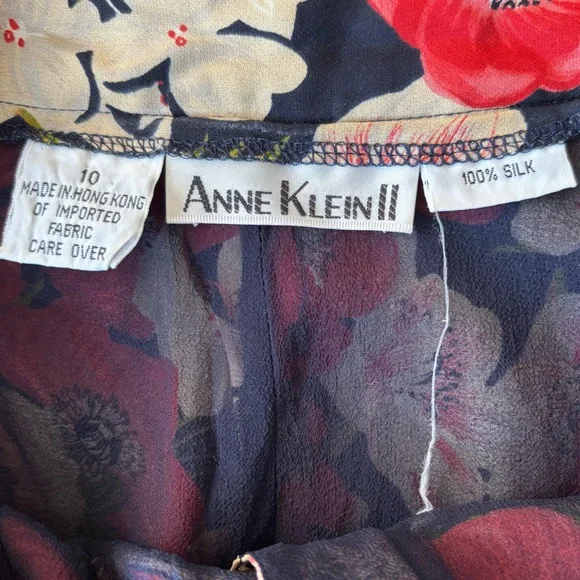 10
MADE IN HONG KONG
OF IMPORTED
FABRIC
CARE OVER
ANNE KLEIN II
100% SILK